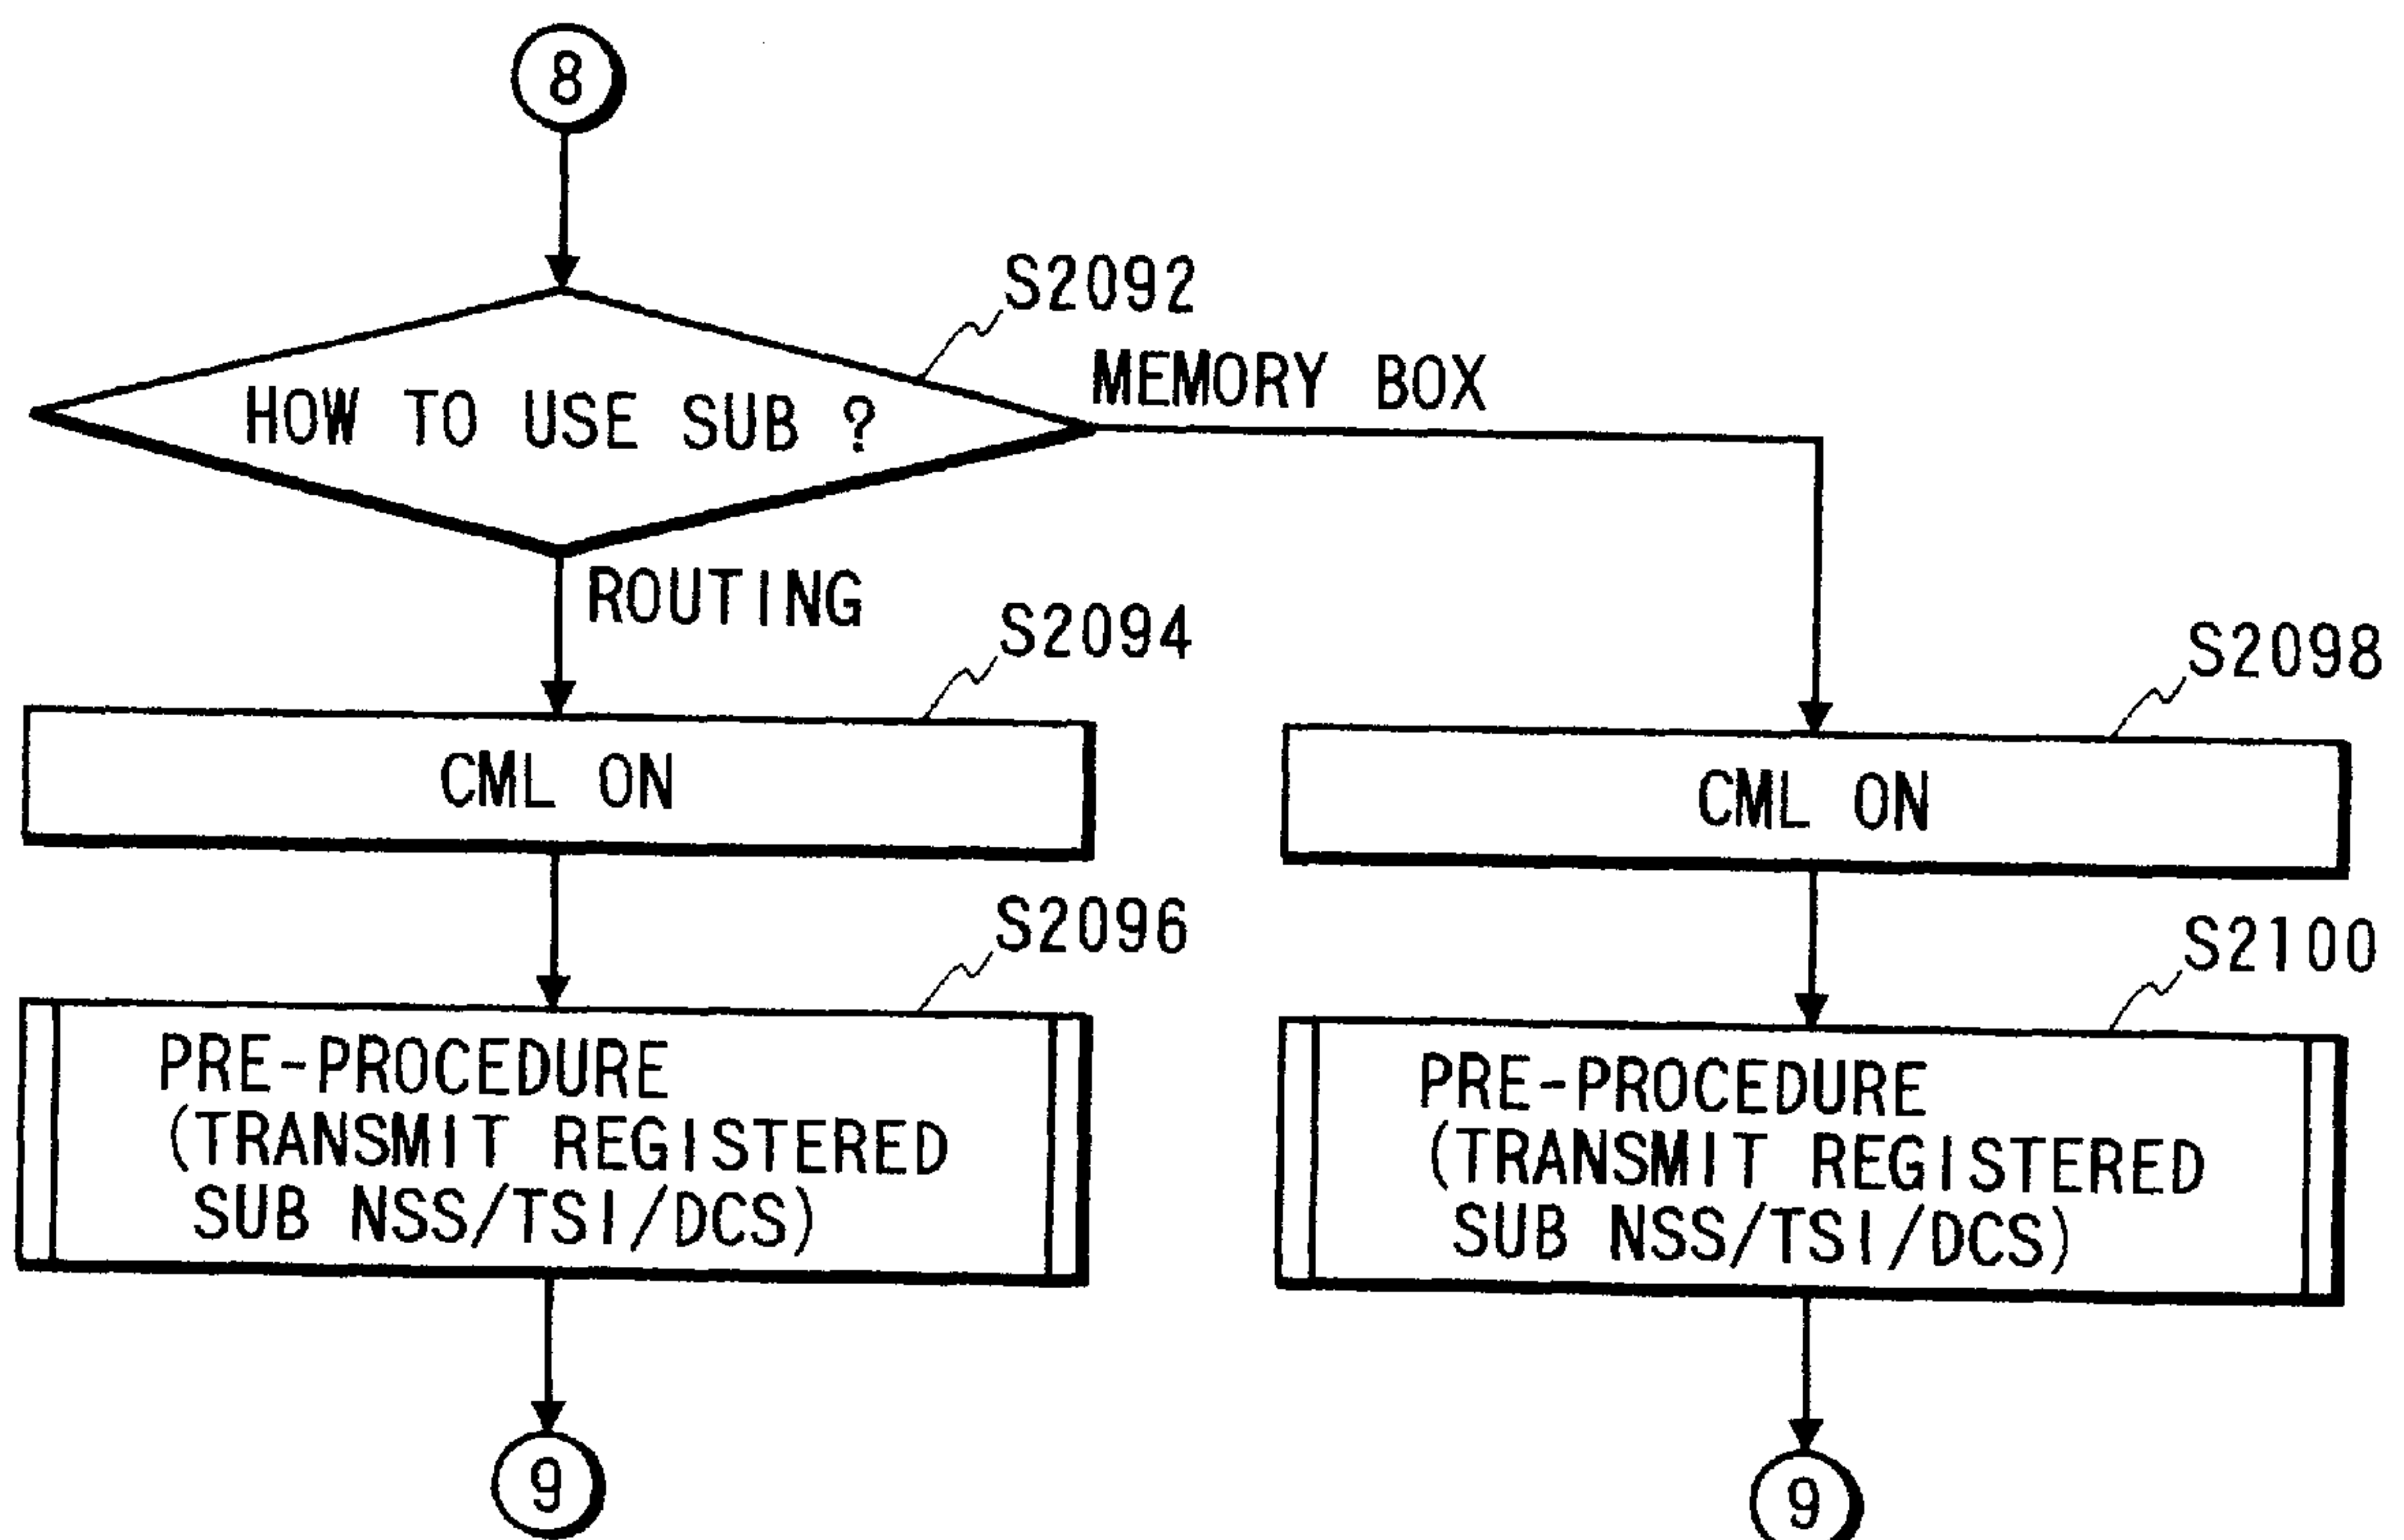 8
S2092
HOW TO USE SUB ?
MEMORY BOX
ROUTING
S2094
CML ON
S2098
CML ON
S2096
PRE-PROCEDURE
(TRANSMIT REGISTERED
SUB NSS/TSI/DCS)
S2100
PRE-PROCEDURE
(TRANSMIT REGISTERED
SUB NSS/TSI/DCS)
9
9